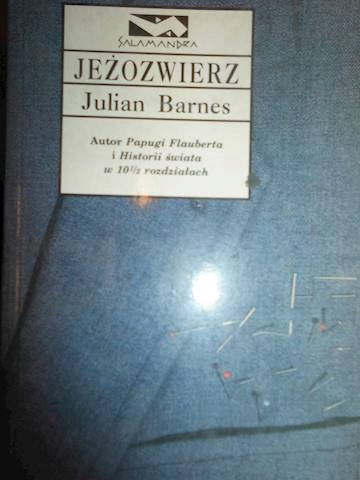 SALAMANDRA
JEŻOZWIERZ
Julian Barnes
Autor Papugi Flauberta
i Historii świata
w 10½ rozdziałach